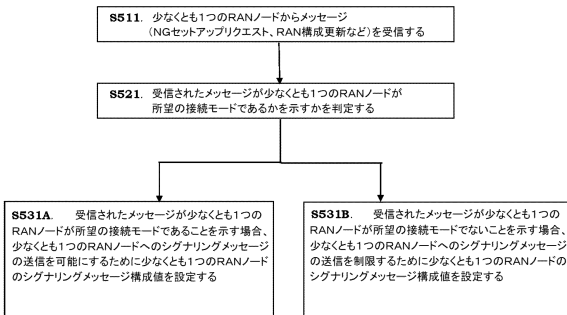 S511. 少なくとも1つのRANノードからメッセージ
(NGセットアップリクエスト、RAN構成更新など)を受信する
S521. 受信されたメッセージが少なくとも1つのRANノードが
所望の接続モードであるかを示すかを判定する
S531A. 受信されたメッセージが少なくとも1つの
RANノードが所望の接続モードであることを示す場合、
少なくとも1つのRANノードへのシグナリングメッセージ
の送信を可能にするために少なくとも1つのRANノード
のシグナリングメッセージ構成値を設定する
S531B. 受信されたメッセージが少なくとも1つの
RANノードが所望の接続モードでないことを示す場合、
少なくとも1つのRANノードへのシグナリングメッセージ
の送信を制限するために少なくとも1つのRANノードの
シグナリングメッセージ構成値を設定する